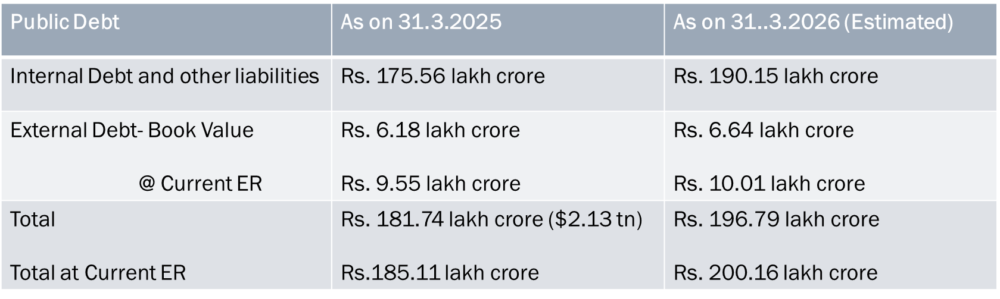 Public Debt As on 31.3.2025 As on 31..3.2026 (Estimated)
Internal Debt and other liabilities Rs. 175.56 lakh crore Rs. 190.15 lakh crore
External Debt- Book Value Rs. 6.18 lakh crore Rs. 6.64 lakh crore
@ Current ER Rs. 9.55 lakh crore Rs. 10.01 lakh crore
Total Rs. 181.74 lakh crore ($2.13 tn) Rs. 196.79 lakh crore
Total at Current ER Rs.185.11 lakh crore Rs. 200.16 lakh crore